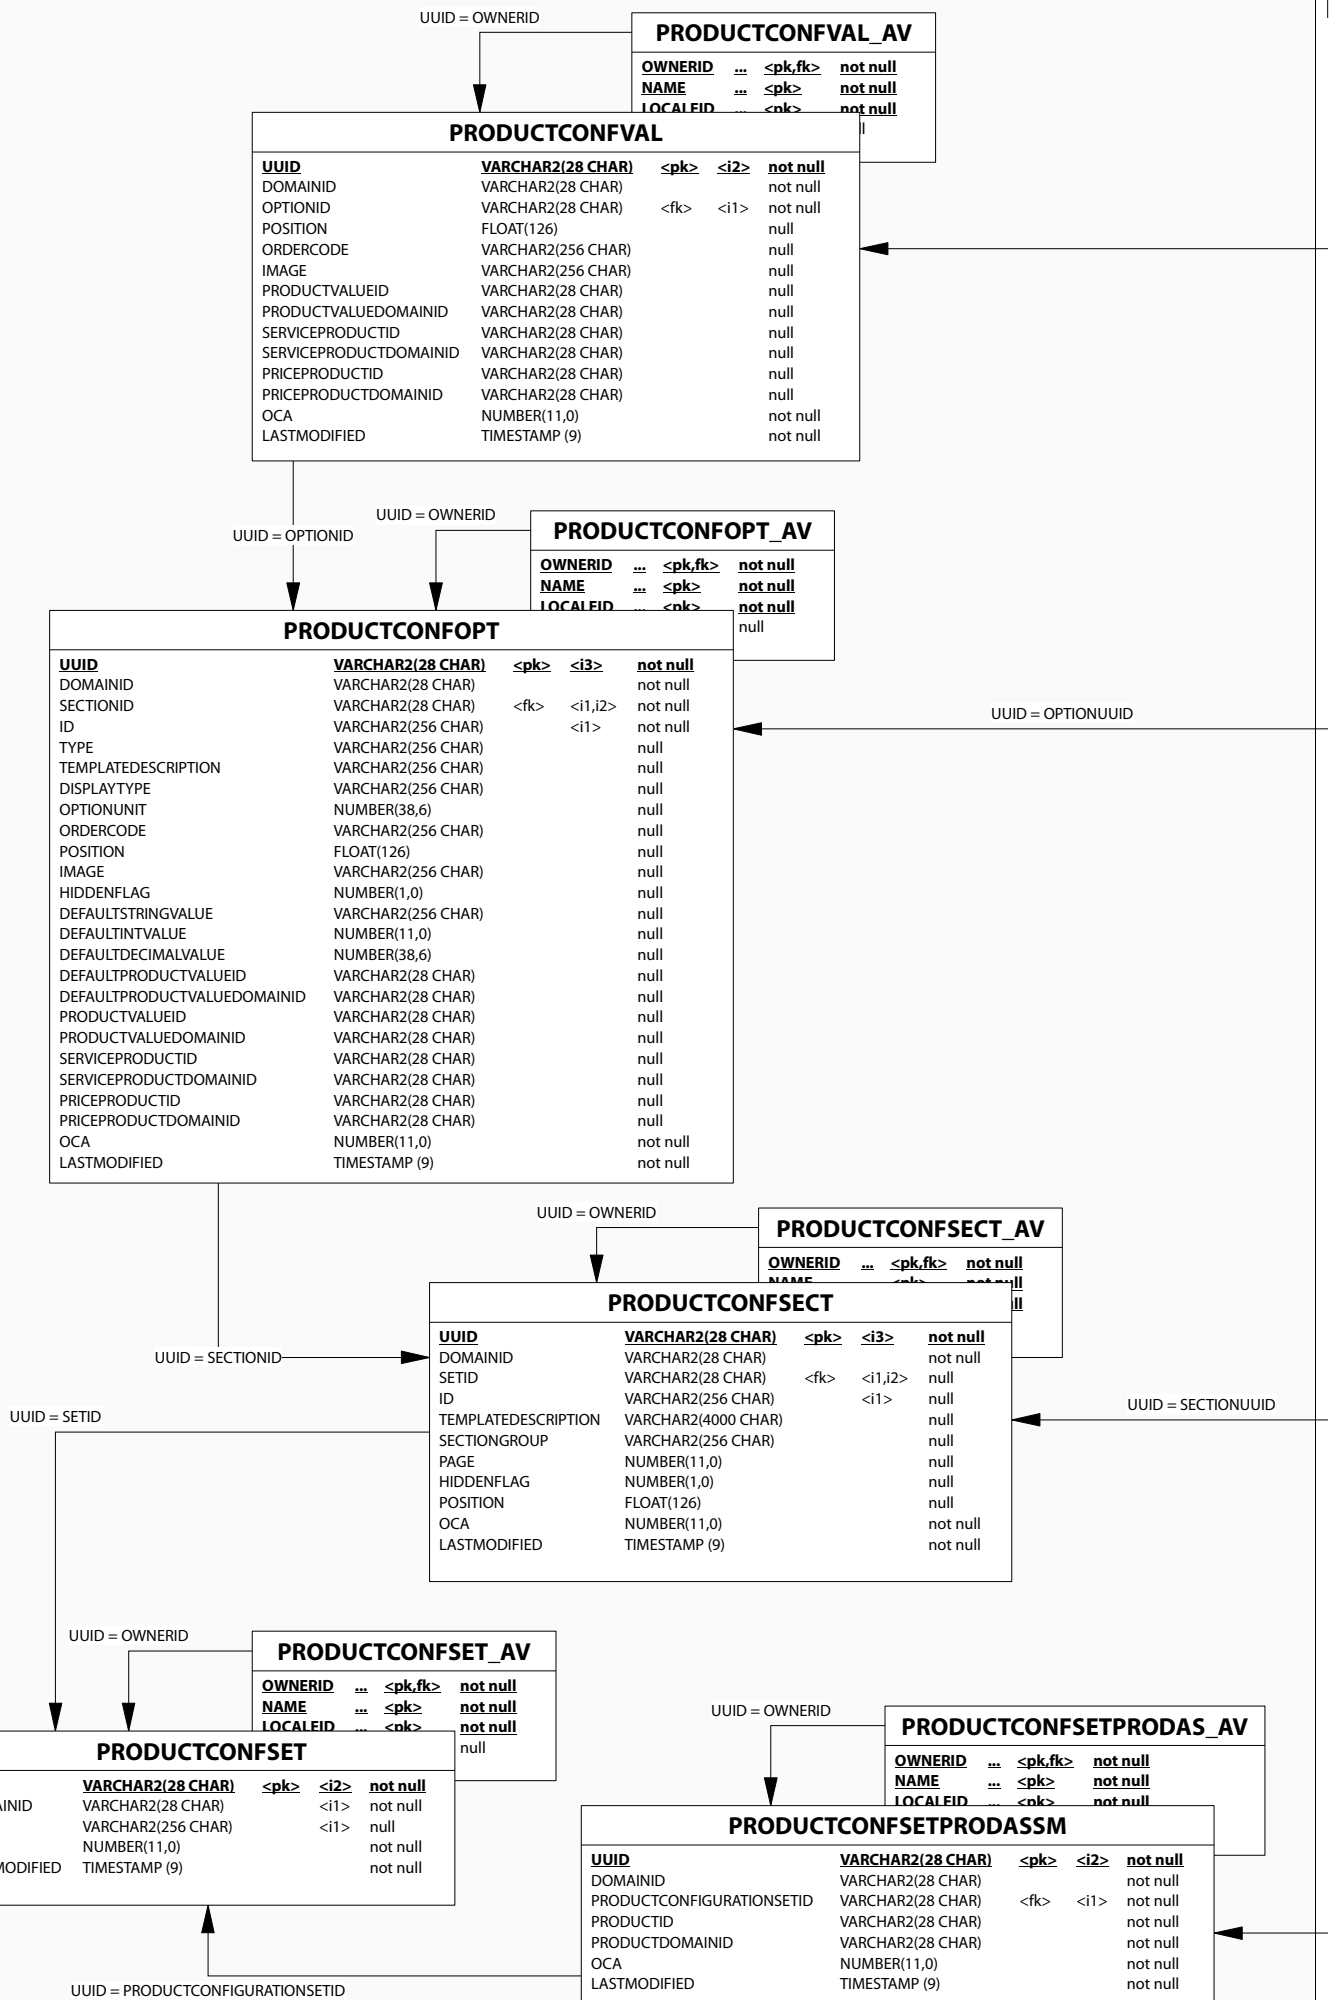 UUID = OWNERID
PRODUCTCONFVAL_AV
OWNERID ... <pk,fk> not null
NAME ... <pk> not null
LOCALEID ... <pk> not null
PRODUCTCONFVAL
UUID VARCHAR2(28 CHAR) <pk> <i2> not null
DOMAINID VARCHAR2(28 CHAR) not null
OPTIONID VARCHAR2(28 CHAR) <fk> <i1> not null
POSITION FLOAT(126) null
ORDERCODE VARCHAR2(256 CHAR) null
IMAGE VARCHAR2(256 CHAR) null
PRODUCTVALUEID VARCHAR2(28 CHAR) null
PRODUCTVALUEDOMAINID VARCHAR2(28 CHAR) null
SERVICEPRODUCTID VARCHAR2(28 CHAR) null
SERVICEPRODUCTDOMAINID VARCHAR2(28 CHAR) null
PRICEPRODUCTID VARCHAR2(28 CHAR) null
PRICEPRODUCTDOMAINID VARCHAR2(28 CHAR) null
OCA NUMBER(11,0) not null
LASTMODIFIED TIMESTAMP (9) not null
UUID = OPTIONID
UUID = OWNERID
PRODUCTCONFOPT_AV
OWNERID ... <pk,fk> not null
NAME ... <pk> not null
LOCALEID ... <pk> not null
null
PRODUCTCONFOPT
UUID VARCHAR2(28 CHAR) <pk> <i3> not null
DOMAINID VARCHAR2(28 CHAR) not null
SECTIONID VARCHAR2(28 CHAR) <fk> <i1,i2> not null
ID VARCHAR2(256 CHAR) <i1> not null
TYPE VARCHAR2(256 CHAR) null
TEMPLATEDESCRIPTION VARCHAR2(256 CHAR) null
DISPLAYTYPE VARCHAR2(256 CHAR) null
OPTIONUNIT NUMBER(38,6) null
ORDERCODE VARCHAR2(256 CHAR) null
POSITION FLOAT(126) null
IMAGE VARCHAR2(256 CHAR) null
HIDDENFLAG NUMBER(1,0) null
DEFAULTSTRINGVALUE VARCHAR2(256 CHAR) null
DEFAULTINTVALUE NUMBER(11,0) null
DEFAULTDECIMALVALUE NUMBER(38,6) null
DEFAULTPRODUCTVALUEID VARCHAR2(28 CHAR) null
DEFAULTPRODUCTVALUEDOMAINID VARCHAR2(28 CHAR) null
PRODUCTVALUEID VARCHAR2(28 CHAR) null
PRODUCTVALUEDOMAINID VARCHAR2(28 CHAR) null
SERVICEPRODUCTID VARCHAR2(28 CHAR) null
SERVICEPRODUCTDOMAINID VARCHAR2(28 CHAR) null
PRICEPRODUCTID VARCHAR2(28 CHAR) null
PRICEPRODUCTDOMAINID VARCHAR2(28 CHAR) null
OCA NUMBER(11,0) not null
LASTMODIFIED TIMESTAMP (9) not null
UUID = OPTIONUUID
UUID = OWNERID
PRODUCTCONFSECT_AV
OWNERID ... <pk,fk> not null
NAME <pk> not null
PRODUCTCONFSECT
UUID VARCHAR2(28 CHAR) <pk> <i3> not null
DOMAINID VARCHAR2(28 CHAR) not null
SETID VARCHAR2(28 CHAR) <fk> <i1,i2> null
ID VARCHAR2(256 CHAR) <i1> null
TEMPLATEDESCRIPTION VARCHAR2(4000 CHAR) null
SECTIONGROUP VARCHAR2(256 CHAR) null
PAGE NUMBER(11,0) null
HIDDENFLAG NUMBER(1,0) null
POSITION FLOAT(126) null
OCA NUMBER(11,0) not null
LASTMODIFIED TIMESTAMP (9) not null
UUID = SECTIONID
UUID = SETID
UUID = SECTIONUUID
UUID = OWNERID
PRODUCTCONFSET_AV
OWNERID ... <pk,fk> not null
NAME ... <pk> not null
LOCALEID ... <pk> not null
null
PRODUCTCONFSET
VARCHAR2(28 CHAR) <pk> <i2> not null
AINID VARCHAR2(28 CHAR) <i1> not null
VARCHAR2(256 CHAR) <i1> null
NUMBER(11,0) not null
MODIFIED TIMESTAMP (9) not null
UUID = OWNERID
PRODUCTCONFSETPRODAS_AV
OWNERID ... <pk,fk> not null
NAME ... <pk> not null
LOCALEID ... <pk> not null
PRODUCTCONFSETPRODASSM
UUID VARCHAR2(28 CHAR) <pk> <i2> not null
DOMAINID VARCHAR2(28 CHAR) not null
PRODUCTCONFIGURATIONSETID VARCHAR2(28 CHAR) <fk> <i1> not null
PRODUCTID VARCHAR2(28 CHAR) not null
PRODUCTDOMAINID VARCHAR2(28 CHAR) not null
OCA NUMBER(11,0) not null
LASTMODIFIED TIMESTAMP (9) not null
UUID = PRODUCTCONFIGURATIONSETID